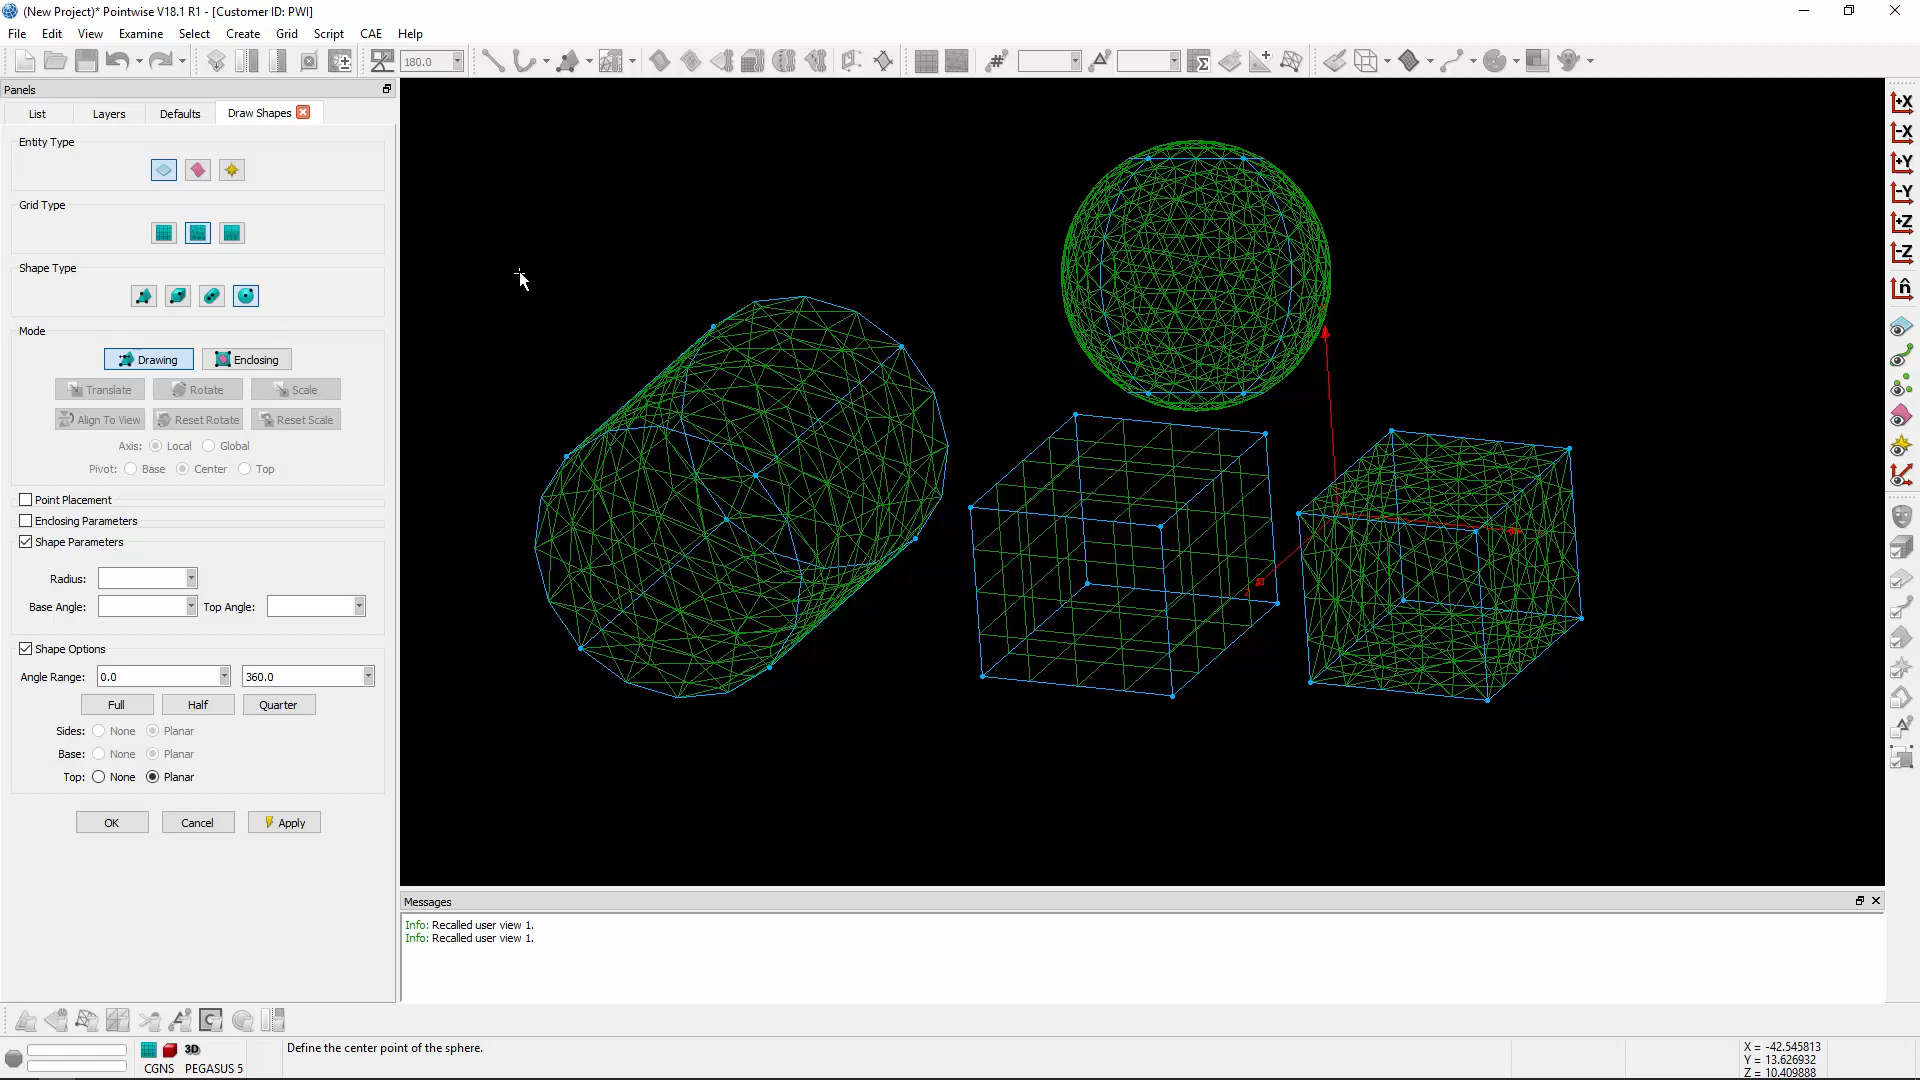 (New Project)* Pointwise V18.1 R1 - [Customer ID: PWI]
File Edit View Examine Select Create Grid Script CAE Help
180.0
Panels
List Layers Defaults Draw Shapes
Entity Type
Grid Type
Shape Type
Mode
Drawing Enclosing
Translate Rotate Scale
Align To View Reset Rotate Reset Scale
Axis: Local Global
Pivot: Base Center Top
Point Placement
Enclosing Parameters
Shape Parameters
Radius:
Base Angle: Top Angle:
Shape Options
Angle Range: 0.0 360.0
Full Half Quarter
Sides: None Planar
Base: None Planar
Top: None Planar
OK Cancel Apply
+X
-X
+Y
-Y
+Z
-Z
n̂
Messages
Info: Recalled user view 1.
Info: Recalled user view 1.
3D
CGNS PEGASUS 5
Define the center point of the sphere.
X = -42.545813
Y = 13.626932
Z = 10.409888